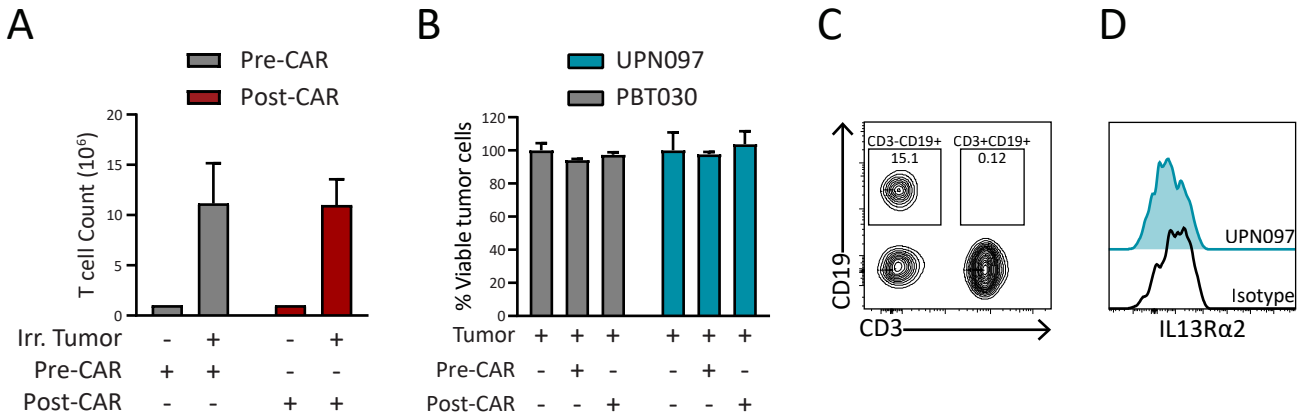 A
Pre-CAR
Post-CAR
T cell Count (10⁶)
20
15
10
5
0
Irr. Tumor - + - +
Pre-CAR + + - -
Post-CAR - - + +
B
UPN097
PBT030
% Viable tumor cells
120
100
80
60
40
20
0
Tumor + + + + + +
Pre-CAR - + - - + -
Post-CAR - - + - - +
C
CD3-CD19+ CD3+CD19+
15.1 0.12
CD19
CD3
D
UPN097
Isotype
IL13Rα2